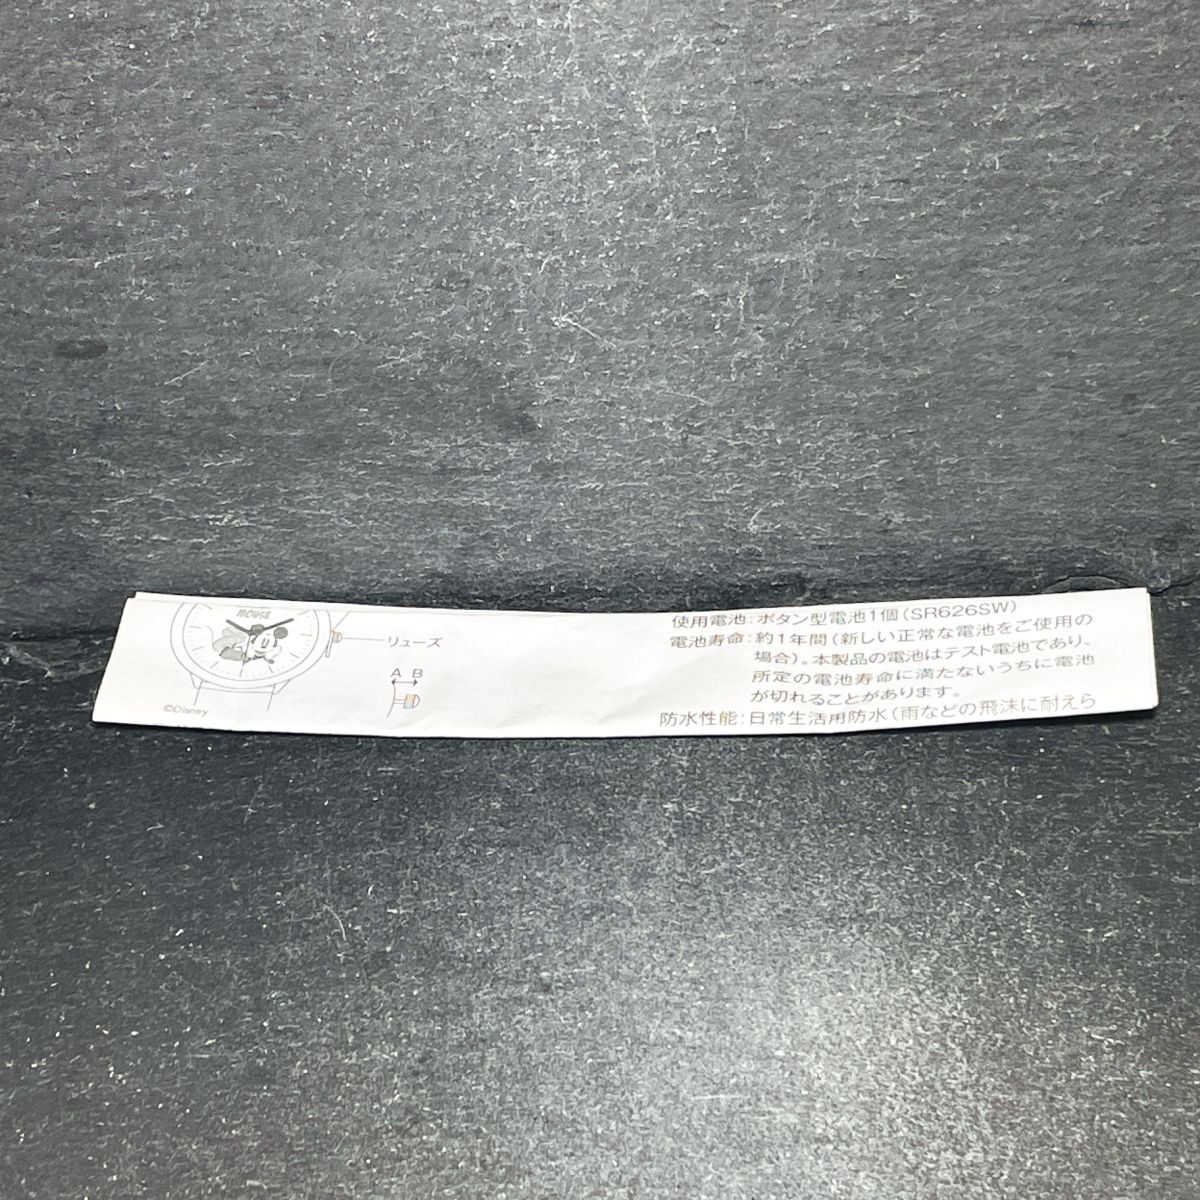 MOUSE
リューズ
A B
©Disney
使用電池：ボタン型電池1個（SR626SW）
電池寿命：約1年間（新しい正常な電池をご使用の
場合）。本製品の電池はテスト電池であり、
所定の電池寿命に満たないうちに電池
が切れることがあります。
防水性能：日常生活用防水（雨などの飛沫に耐えら